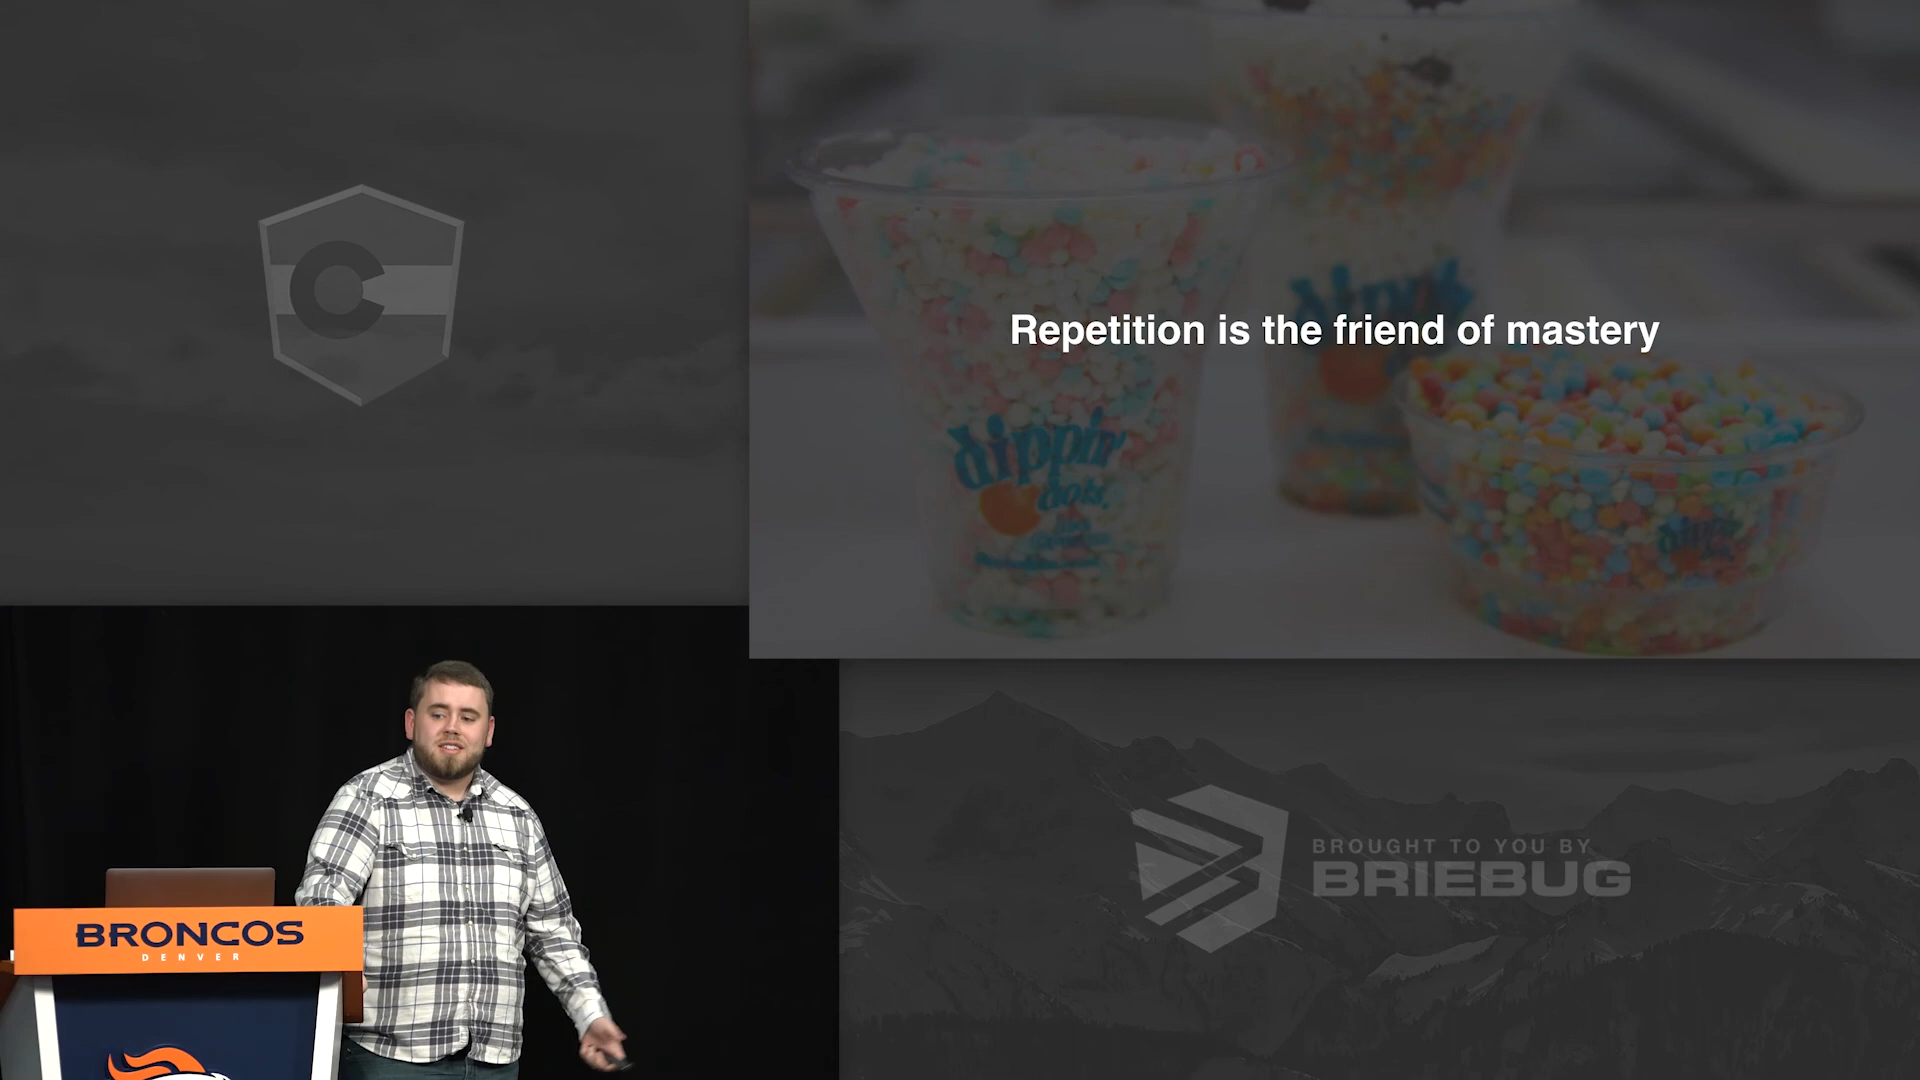 Repetition is the friend of mastery
dippin'
dots.
BROUGHT TO YOU BY
BRIEBUG
BRONCOS
DENVER